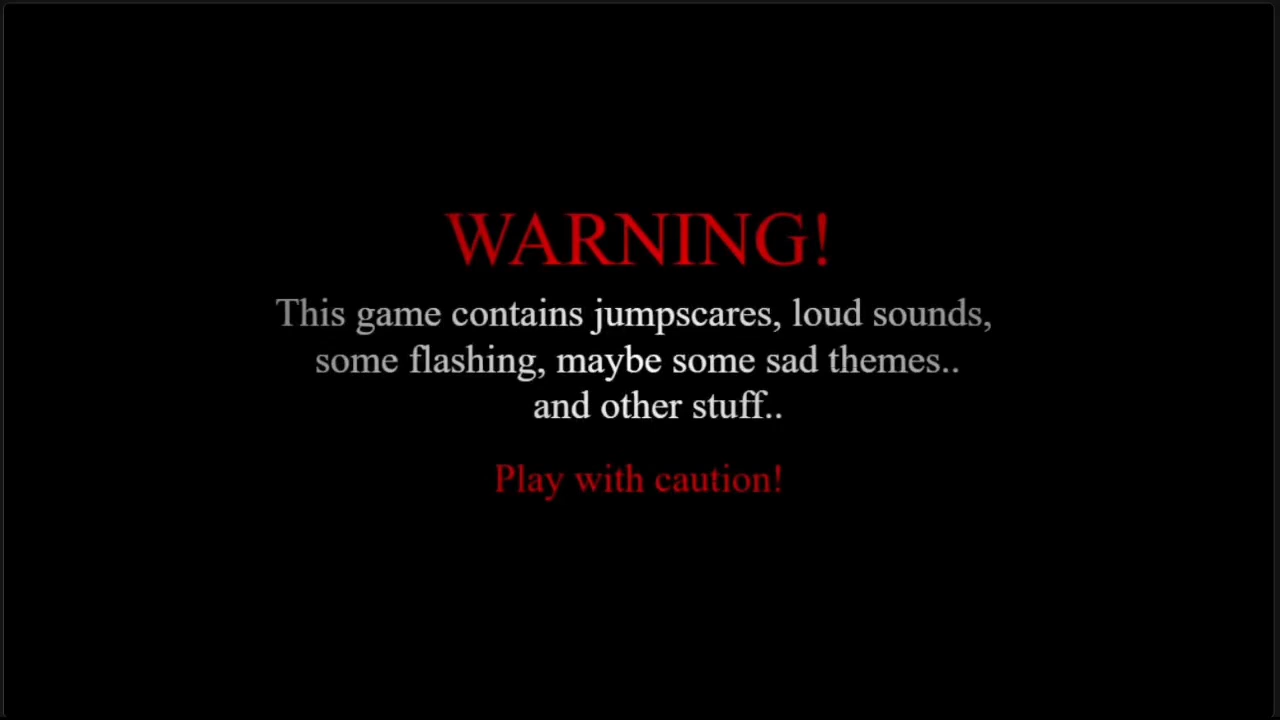 WARNING!
This game contains jumpscares, loud sounds,
some flashing, maybe some sad themes..
and other stuff..
Play with caution!